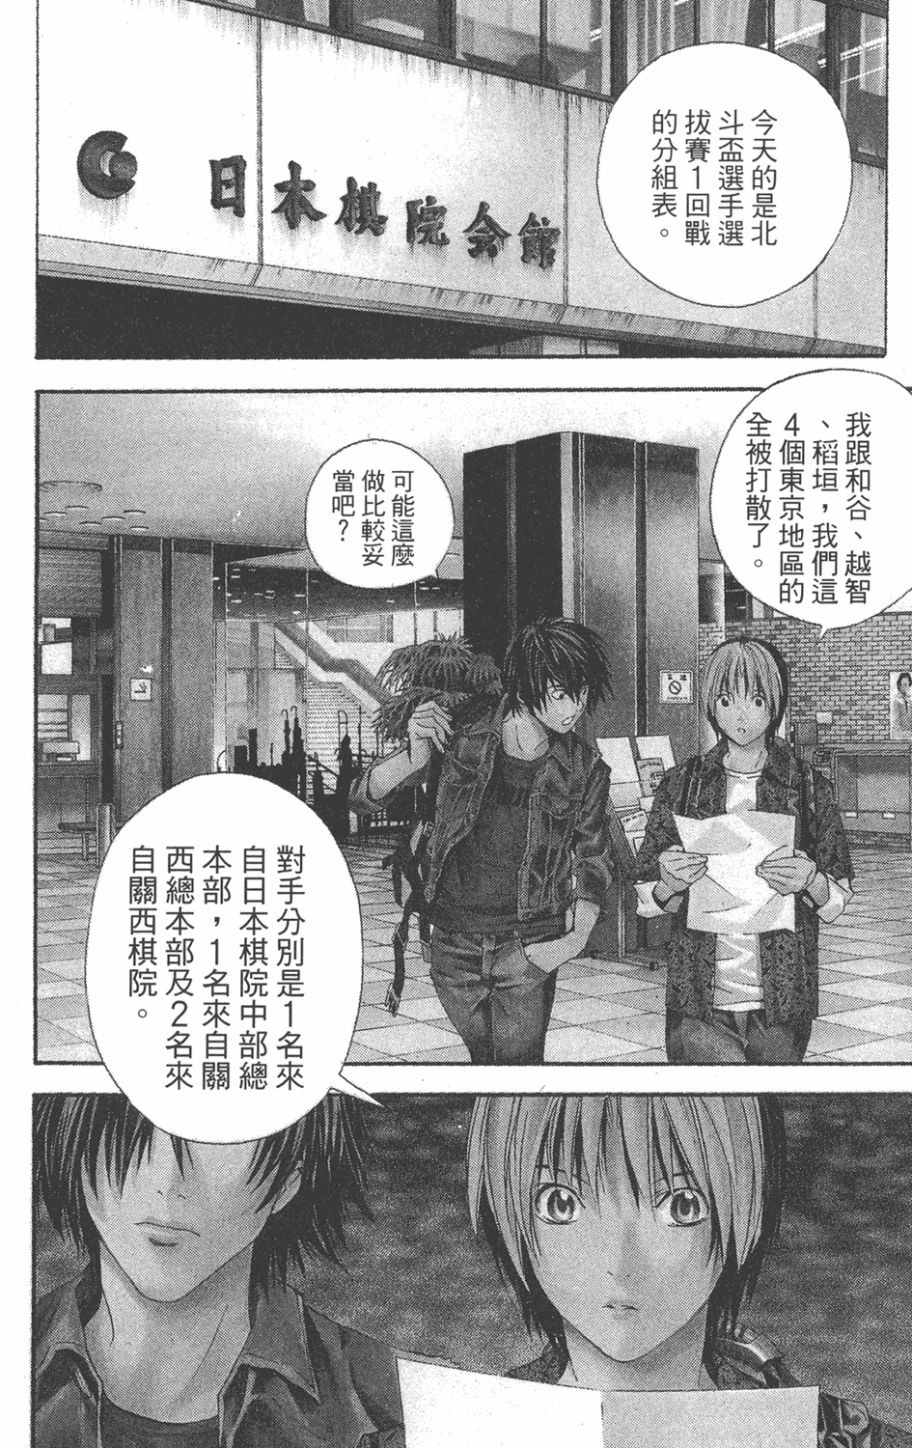 今天的是北
斗盃選手選
拔賽1回戰
的分組表。
日本棋院会館
我跟和谷、越智
、稻垣，我們這
4個東京地區的
全被打散了。
可能這麼
做比較妥
當吧？
對手分別是1名來
自日本棋院中部總
本部，1名來自關
西總本部及2名來
自關西棋院。